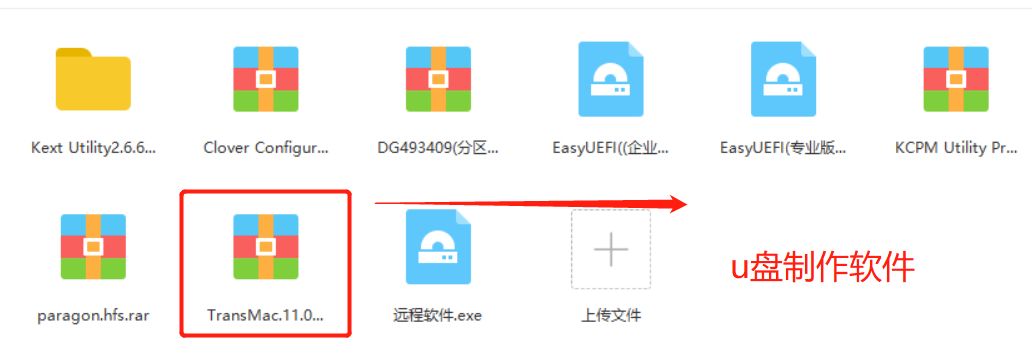 Kext Utility2.6.6...
Clover Configur...
DG493409(分区...
EasyUEFI((企业...
EasyUEFI(专业版...
KCPM Utility Pr...
paragon.hfs.rar
TransMac.11.0...
远程软件.exe
上传文件
u盘制作软件